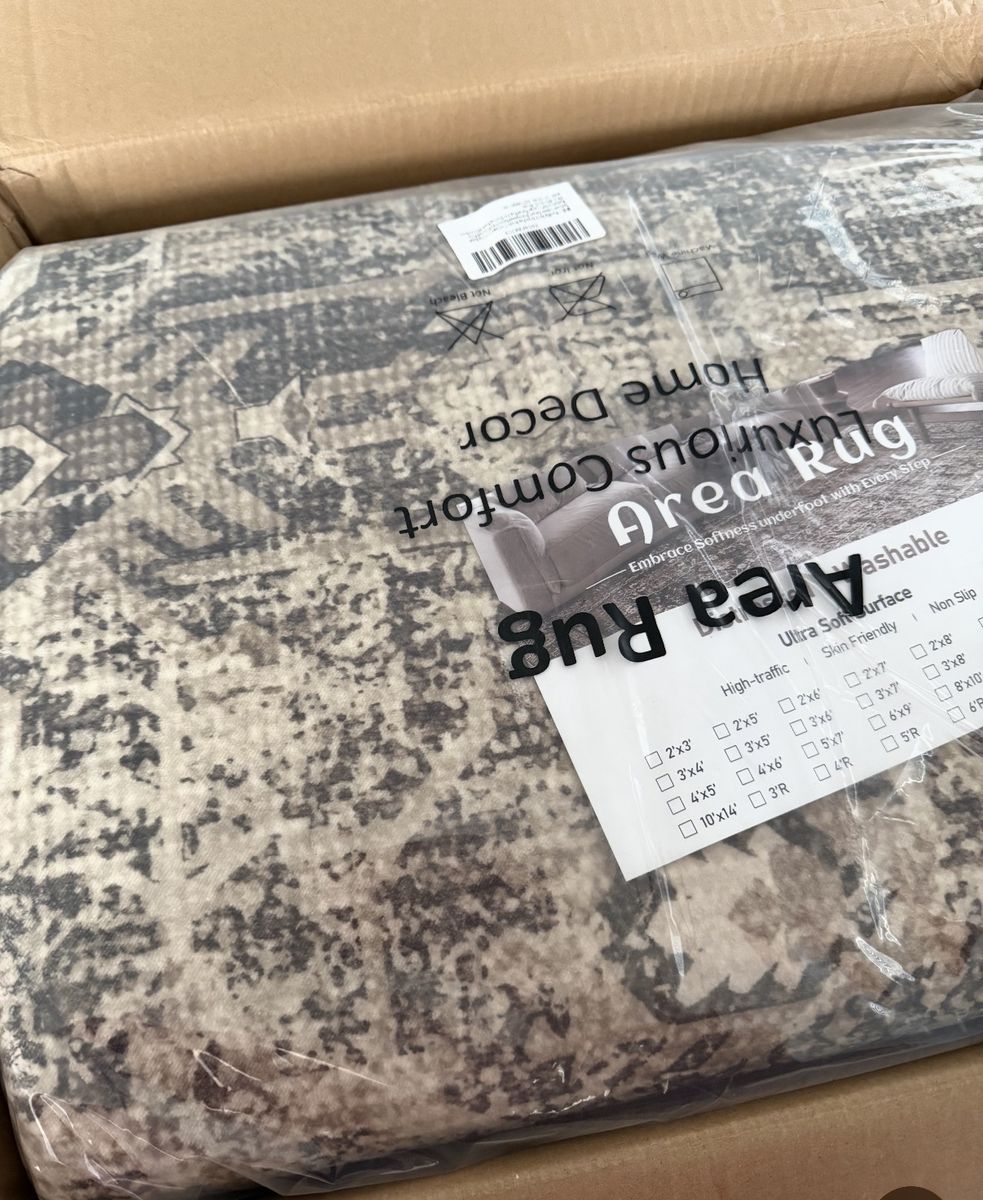 Not Bleach
Not Iron
Machine W
Home Decor
Luxurious Comfort
Area Rug
Area Rug
Embrace Softness underfoot with Every Step
Washable
Ultra Soft Surface
High-traffic | Skin Friendly | Non Slip
2'x3' 2'x5' 2'x6' 2'x7' 2'x8'
3'x4' 3'x5' 3'x6' 3'x7' 3'x8'
4'x5' 4'x6' 5'x7' 6'x9' 8'x10'
10'x14' 3'R 4'R 5'R 6'R